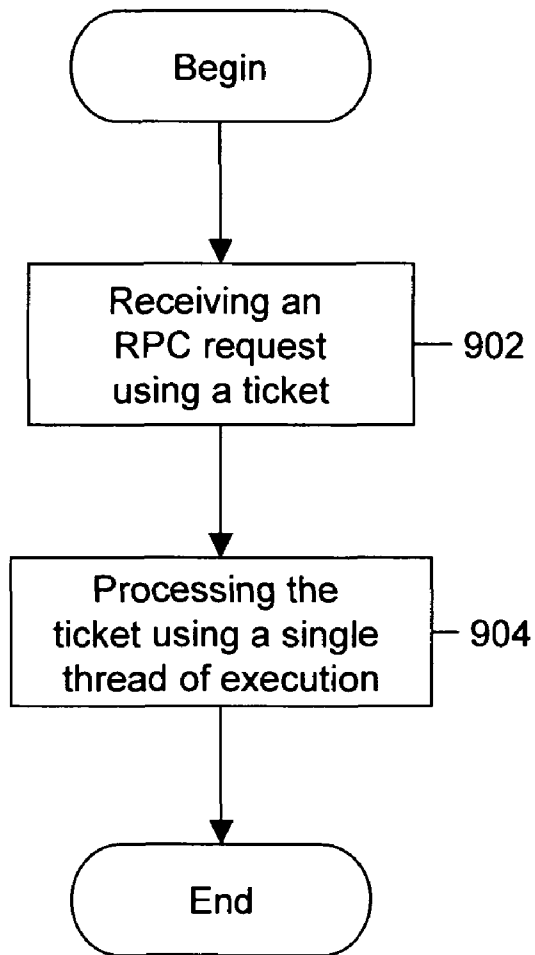 Begin
Receiving an
RPC request
using a ticket
902
Processing the
ticket using a single
thread of execution
904
End